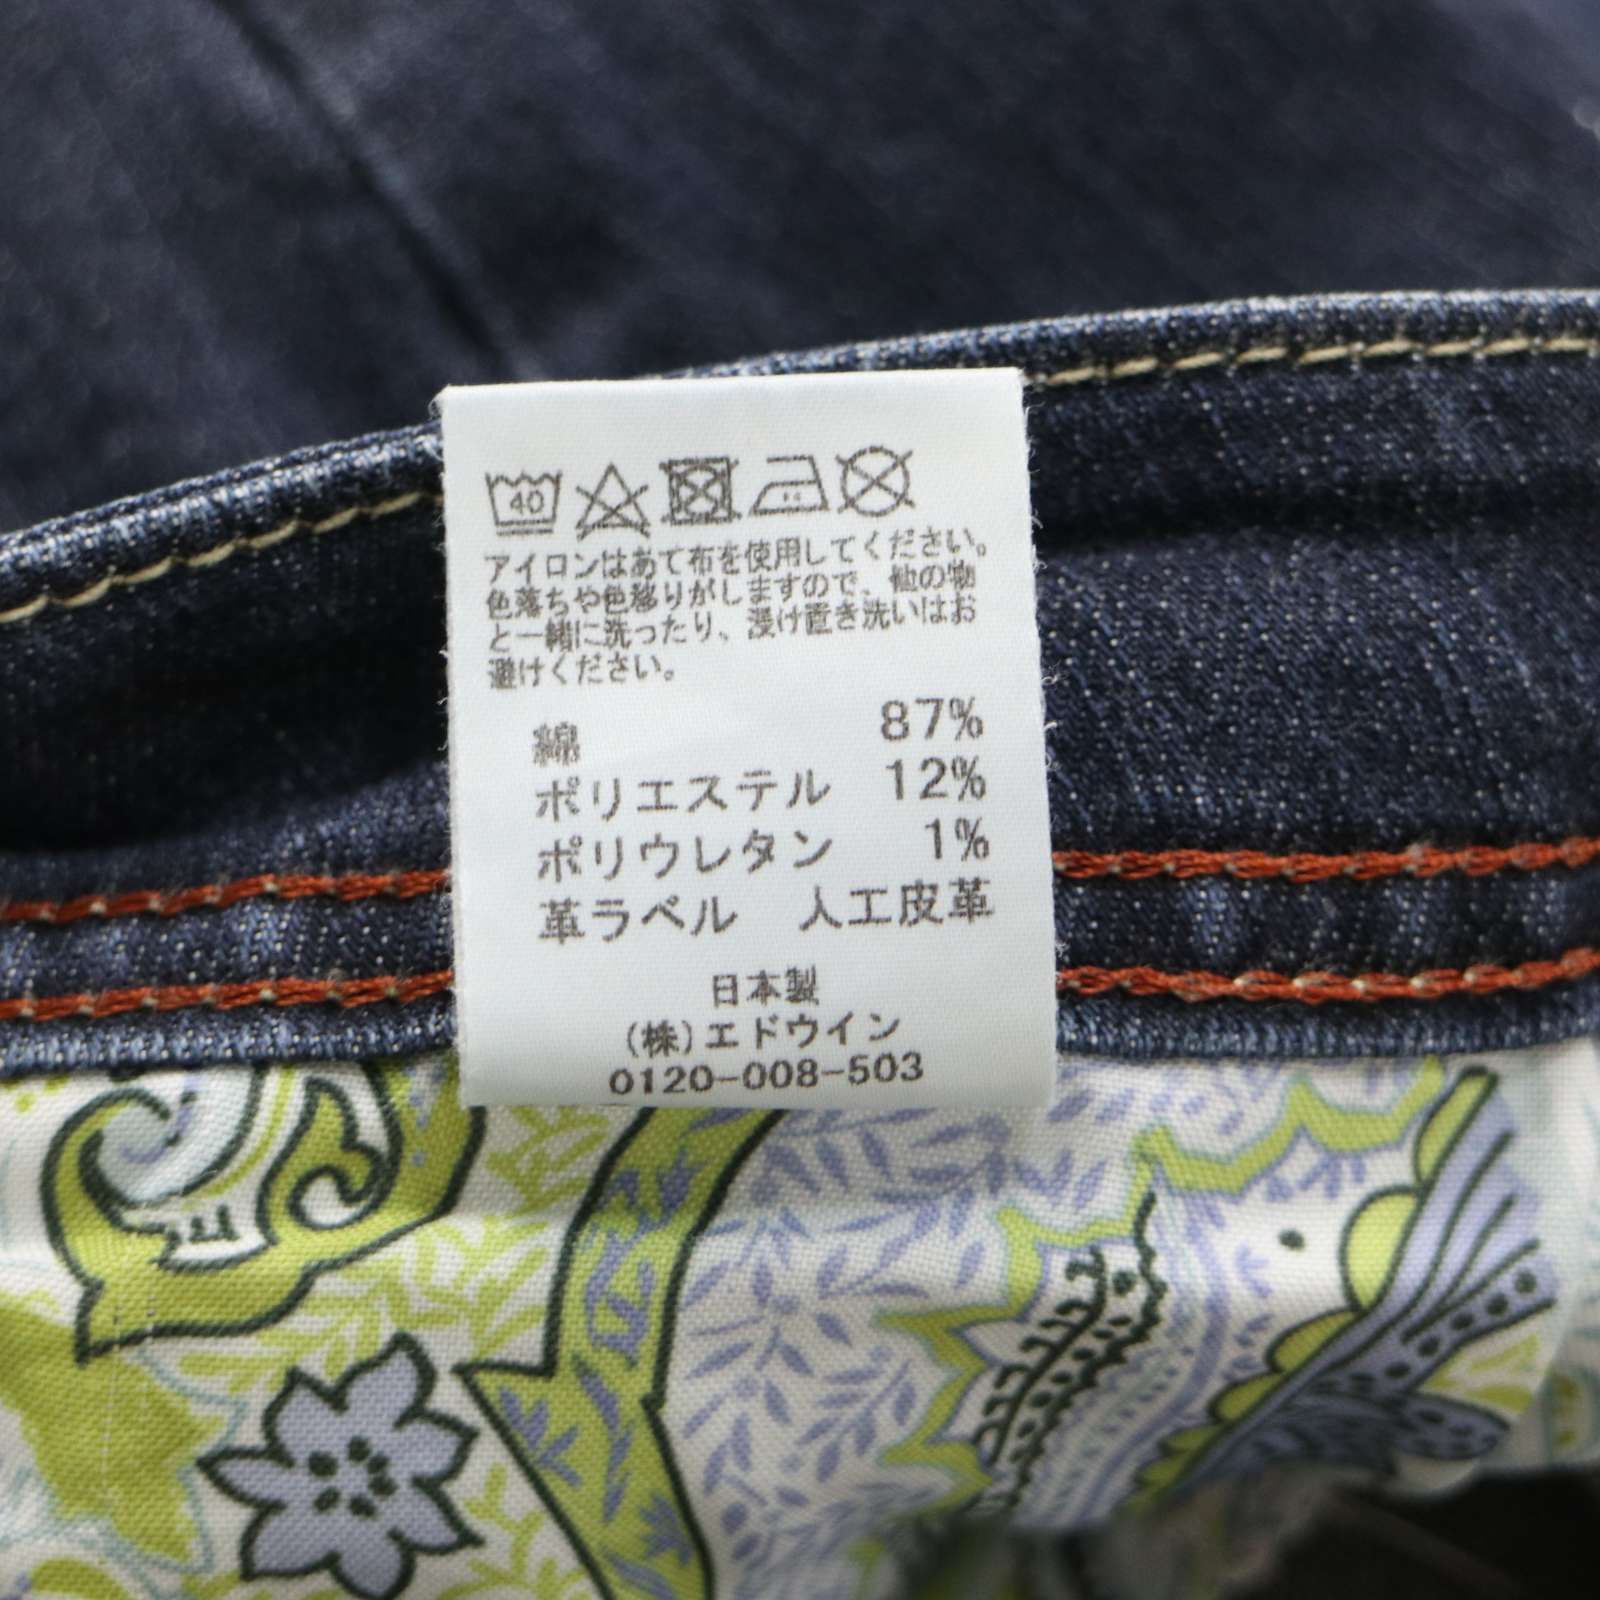 40
アイロンはあて布を使用してください。
色落ちや色移りがしますので、他の物
と一緒に洗ったり、浸け置き洗いはお
避けください。
綿 87%
ポリエステル 12%
ポリウレタン 1%
革ラベル 人工皮革
日本製
(株)エドウイン
0120-008-503